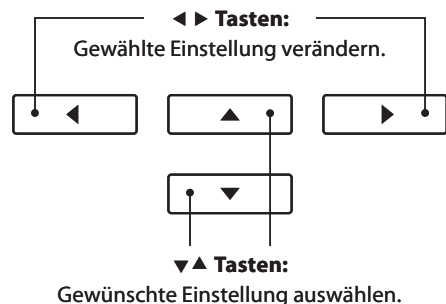 ◀ ▶ Tasten:
Gewählte Einstellung verändern.
▼▲ Tasten:
Gewünschte Einstellung auswählen.